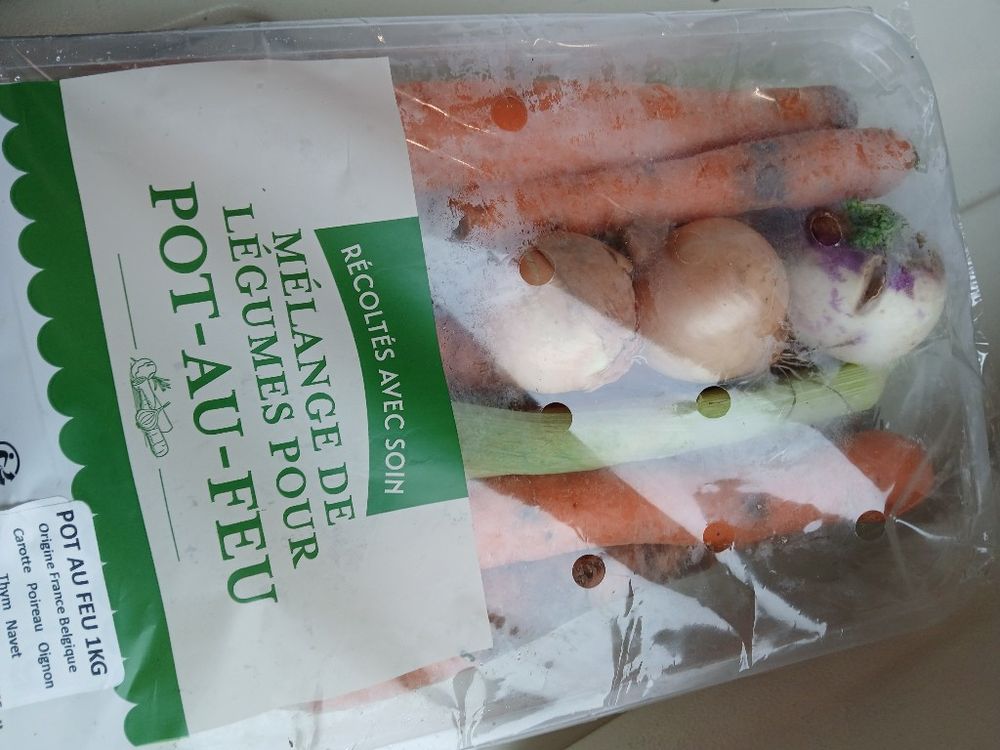 RÉCOLTÉS AVEC SOIN
MÉLANGE DE
LÉGUMES POUR
POT-AU-FEU
POT AU FEU 1KG
Origine France Belgique
Carotte Poireau Oignon
Thym Navet